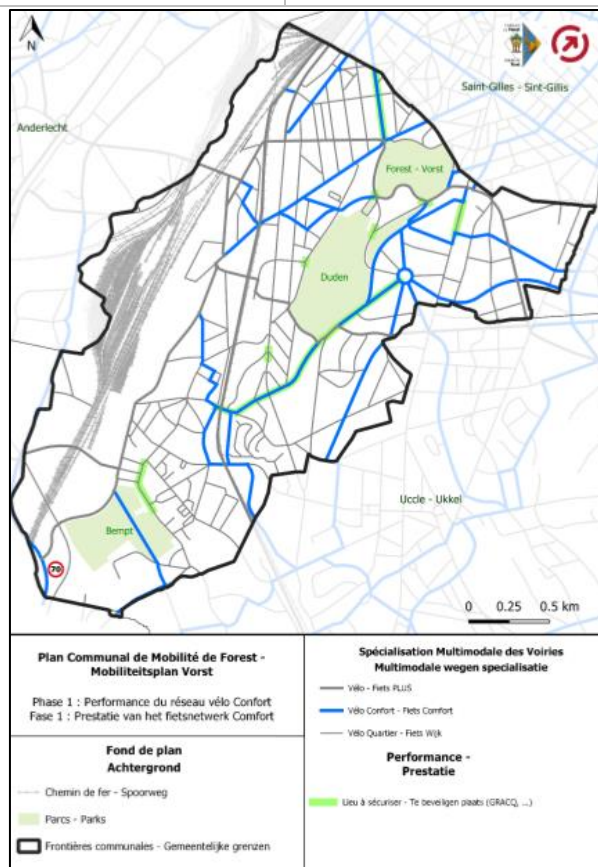 N
Saint-Gilles - Sint-Gillis
Anderlecht
Forest - Vorst
Duden
Uccle - Ukkel
Bempt
70
0 0.25 0.5 km
Plan Communal de Mobilité de Forest -
Mobiliteitsplan Vorst
Phase 1 : Performance du réseau vélo Confort
Fase 1 : Prestatie van het fietsnetwerk Comfort
Fond de plan
Achtergrond
Chemin de fer - Spoorweg
Parcs - Parks
Frontières communales - Gemeentelijke grenzen
Spécialisation Multimodale des Voiries
Multimodale wegen specialisatie
Vélo - Fiets PLUS
Vélo Confort - Fiets Comfort
Vélo Quartier - Fiets Wijk
Performance -
Prestatie
Lieu à sécuriser - Te beveiligen plaats (GRACQ, ...)